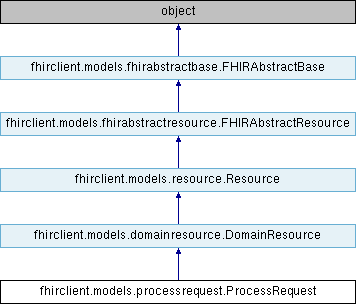 object
fhirclient.models.fhirabstractbase.FHIRAbstractBase
fhirclient.models.fhirabstractresource.FHIRAbstractResource
fhirclient.models.resource.Resource
fhirclient.models.domainresource.DomainResource
fhirclient.models.processrequest.ProcessRequest